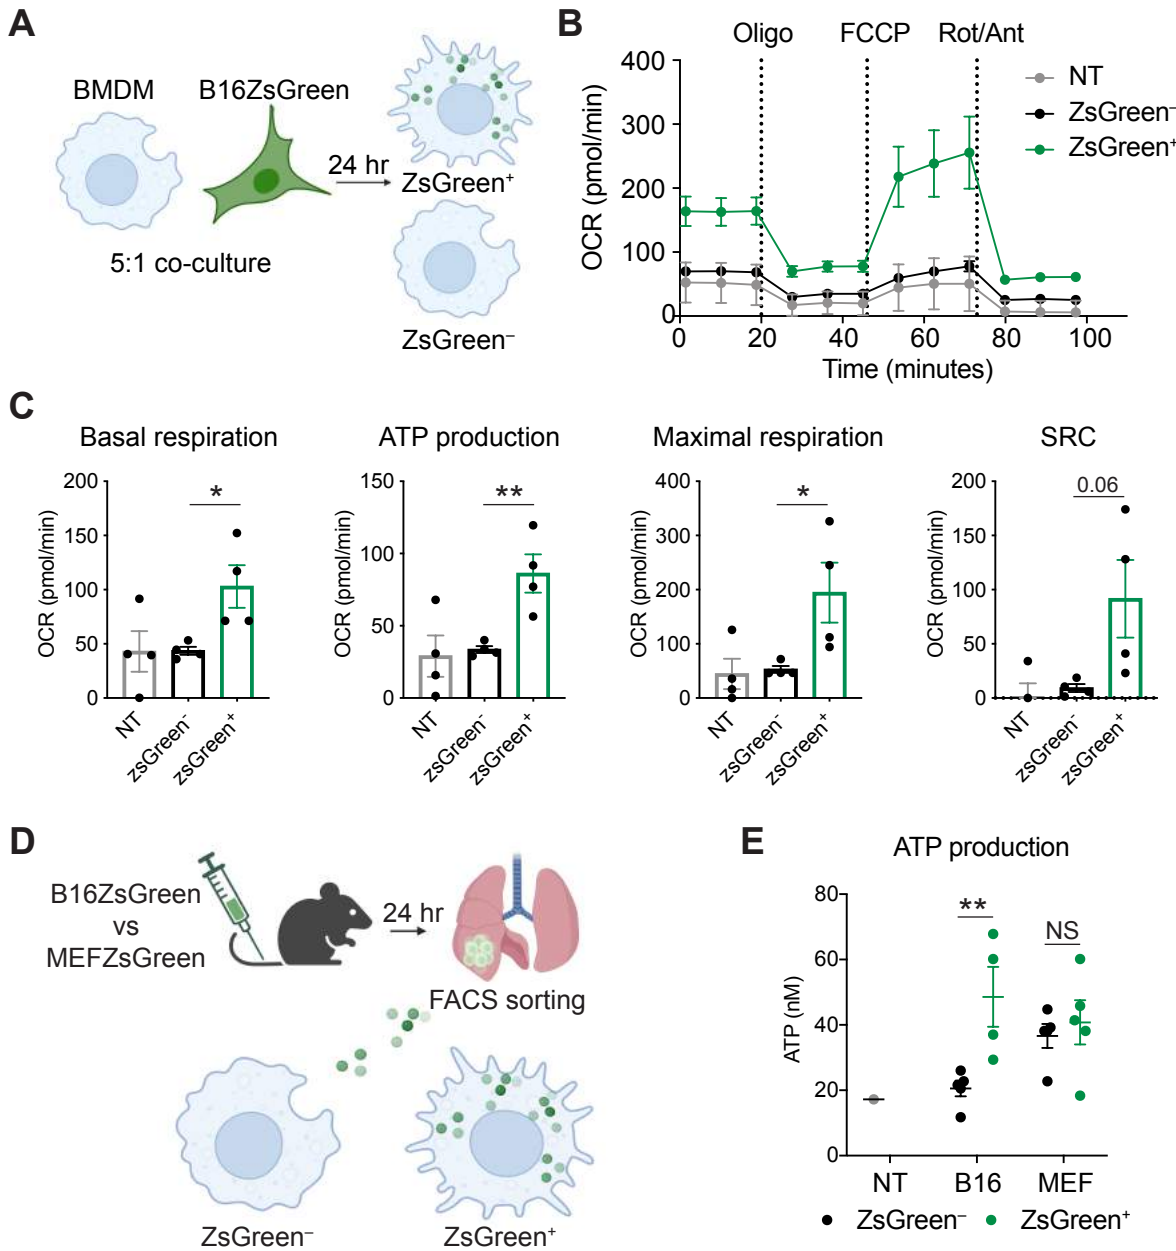 A
BMDM
B16ZsGreen
24 hr
ZsGreen⁺
5:1 co-culture
ZsGreen⁻
B
Oligo FCCP Rot/Ant
400
300
200
100
0
OCR (pmol/min)
0 20 40 60 80 100
Time (minutes)
NT
ZsGreen⁻
ZsGreen⁺
C
Basal respiration
200
150
100
50
0
OCR (pmol/min)
*
NT zsGreen⁻ zsGreen⁺
ATP production
150
100
50
0
OCR (pmol/min)
**
NT zsGreen⁻ zsGreen⁺
Maximal respiration
400
300
200
100
0
OCR (pmol/min)
*
NT zsGreen⁻ zsGreen⁺
SRC
200
150
100
50
0
OCR (pmol/min)
0.06
NT zsGreen⁻ zsGreen⁺
D
B16ZsGreen
vs
MEFZsGreen
24 hr
FACS sorting
ZsGreen⁻
ZsGreen⁺
E
ATP production
80
60
40
20
0
ATP (nM)
**
NS
NT B16 MEF
ZsGreen⁻ ZsGreen⁺